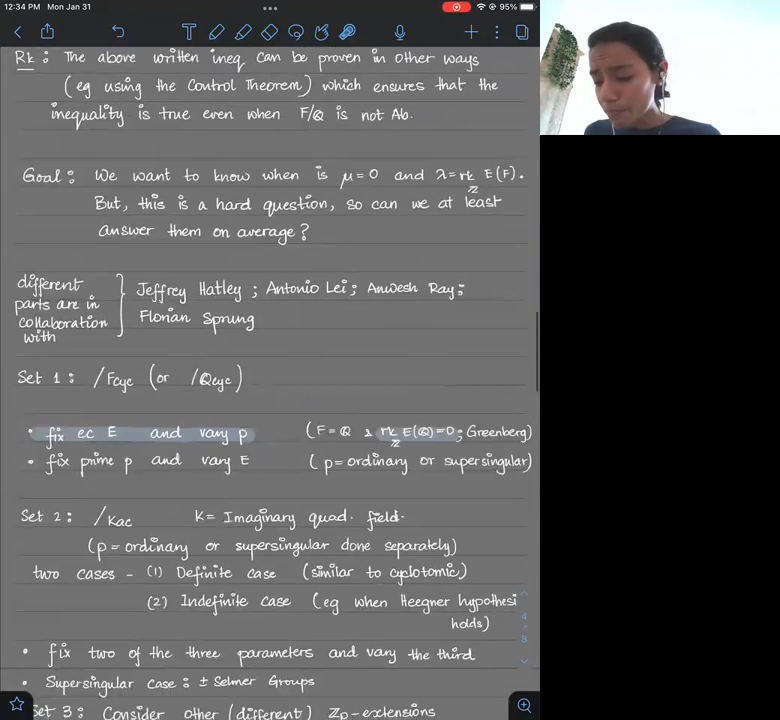 12:34 PM Mon Jan 31
95%
Rk: The above written ineq can be proven in other ways
(eg using the Control Theorem) which ensures that the
inequality is true even when F/Q is not Ab.
Goal: We want to know when is μ=0 and λ=rk_ℤ E(F).
But, this is a hard question, so can we at least
answer them on average?
different
parts are in
collaboration
with
Jeffrey Hatley; Antonio Lei; Anwesh Ray;
Florian Sprung
Set 1: /Fcyc (or /Qcyc)
• fix ec E and vary p (F=Q & rk_ℤ E(Q)=0; Greenberg)
• fix prime p and vary E (p=ordinary or supersingular)
Set 2: /Kac K= Imaginary quad. field.
(p=ordinary or supersingular done separately)
two cases - (1) Definite case (similar to cyclotomic)
(2) Indefinite case (eg when Heegner hypothesi
holds)
• fix two of the three parameters and vary the third
• Supersingular case: ± Selmer Groups
Set 3: Consider other (different) Zp-extensions